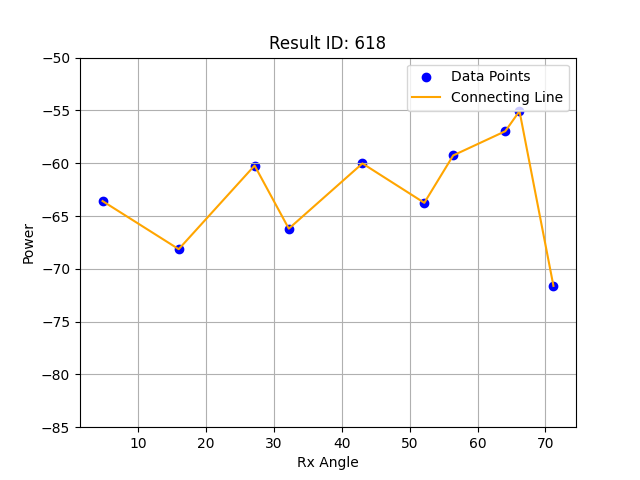 Result ID: 618
Data Points
Connecting Line
Power
−50
−55
−60
−65
−70
−75
−80
−85
10 20 30 40 50 60 70
Rx Angle